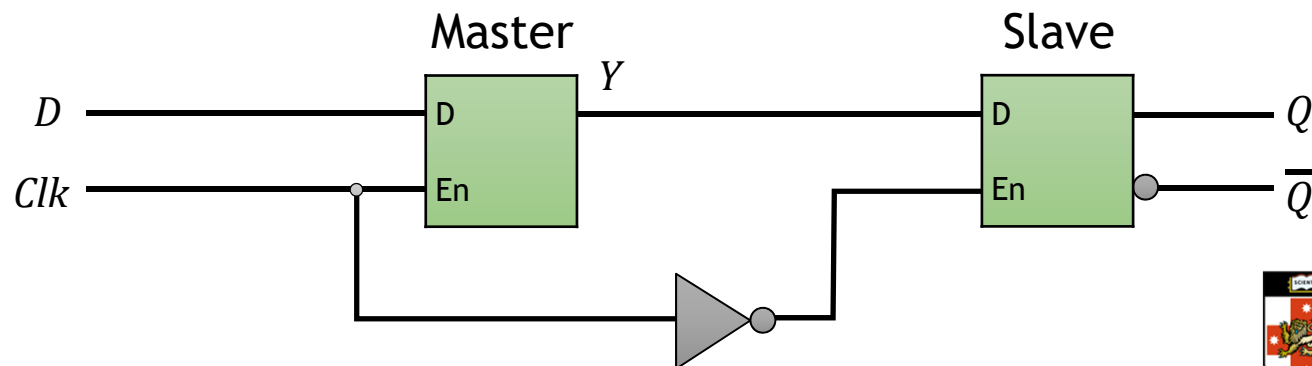 Master Slave
Y
D D D Q
Clk En En Q̅